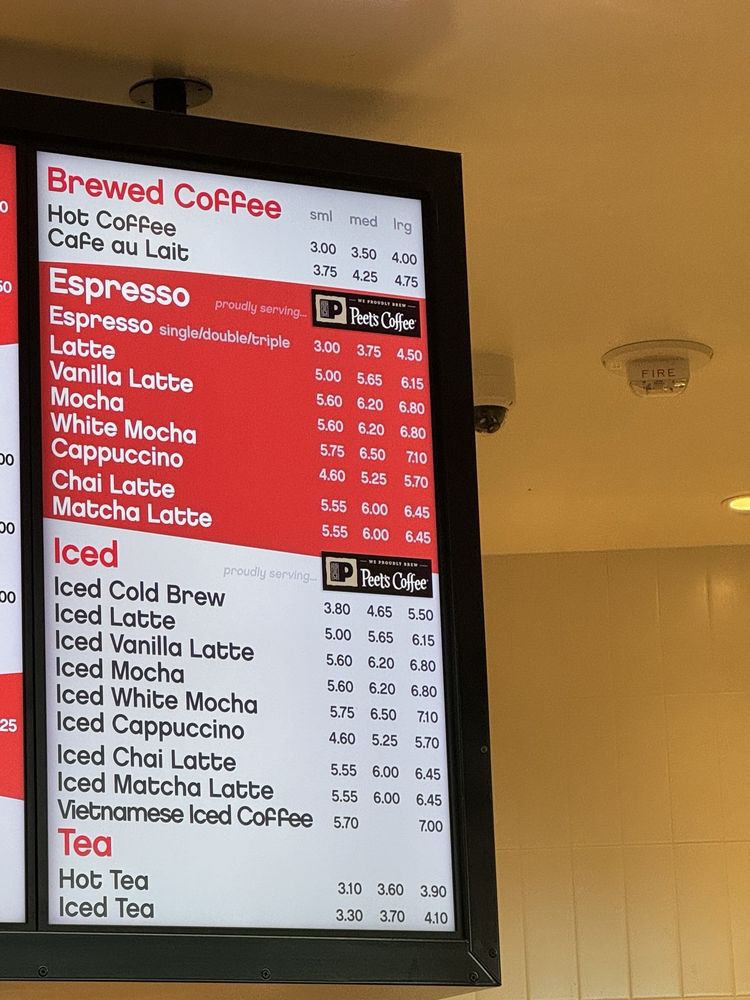 0
50
00
00
00
25
Brewed Coffee sml med lrg
Hot Coffee 3.00 3.50 4.00
Cafe au Lait 3.75 4.25 4.75
Espresso proudly serving... WE PROUDLY BREW Peet's Coffee
Espresso single/double/triple 3.00 3.75 4.50
Latte 5.00 5.65 6.15
Vanilla Latte 5.60 6.20 6.80
Mocha 5.60 6.20 6.80
White Mocha 5.75 6.50 7.10
Cappuccino 4.60 5.25 5.70
Chai Latte 5.55 6.00 6.45
Matcha Latte 5.55 6.00 6.45
Iced proudly serving... WE PROUDLY BREW Peet's Coffee
Iced Cold Brew 3.80 4.65 5.50
Iced Latte 5.00 5.65 6.15
Iced Vanilla Latte 5.60 6.20 6.80
Iced Mocha 5.60 6.20 6.80
Iced White Mocha 5.75 6.50 7.10
Iced Cappuccino 4.60 5.25 5.70
Iced Chai Latte 5.55 6.00 6.45
Iced Matcha Latte 5.55 6.00 6.45
Vietnamese Iced Coffee 5.70 7.00
Tea
Hot Tea 3.10 3.60 3.90
Iced Tea 3.30 3.70 4.10
FIRE